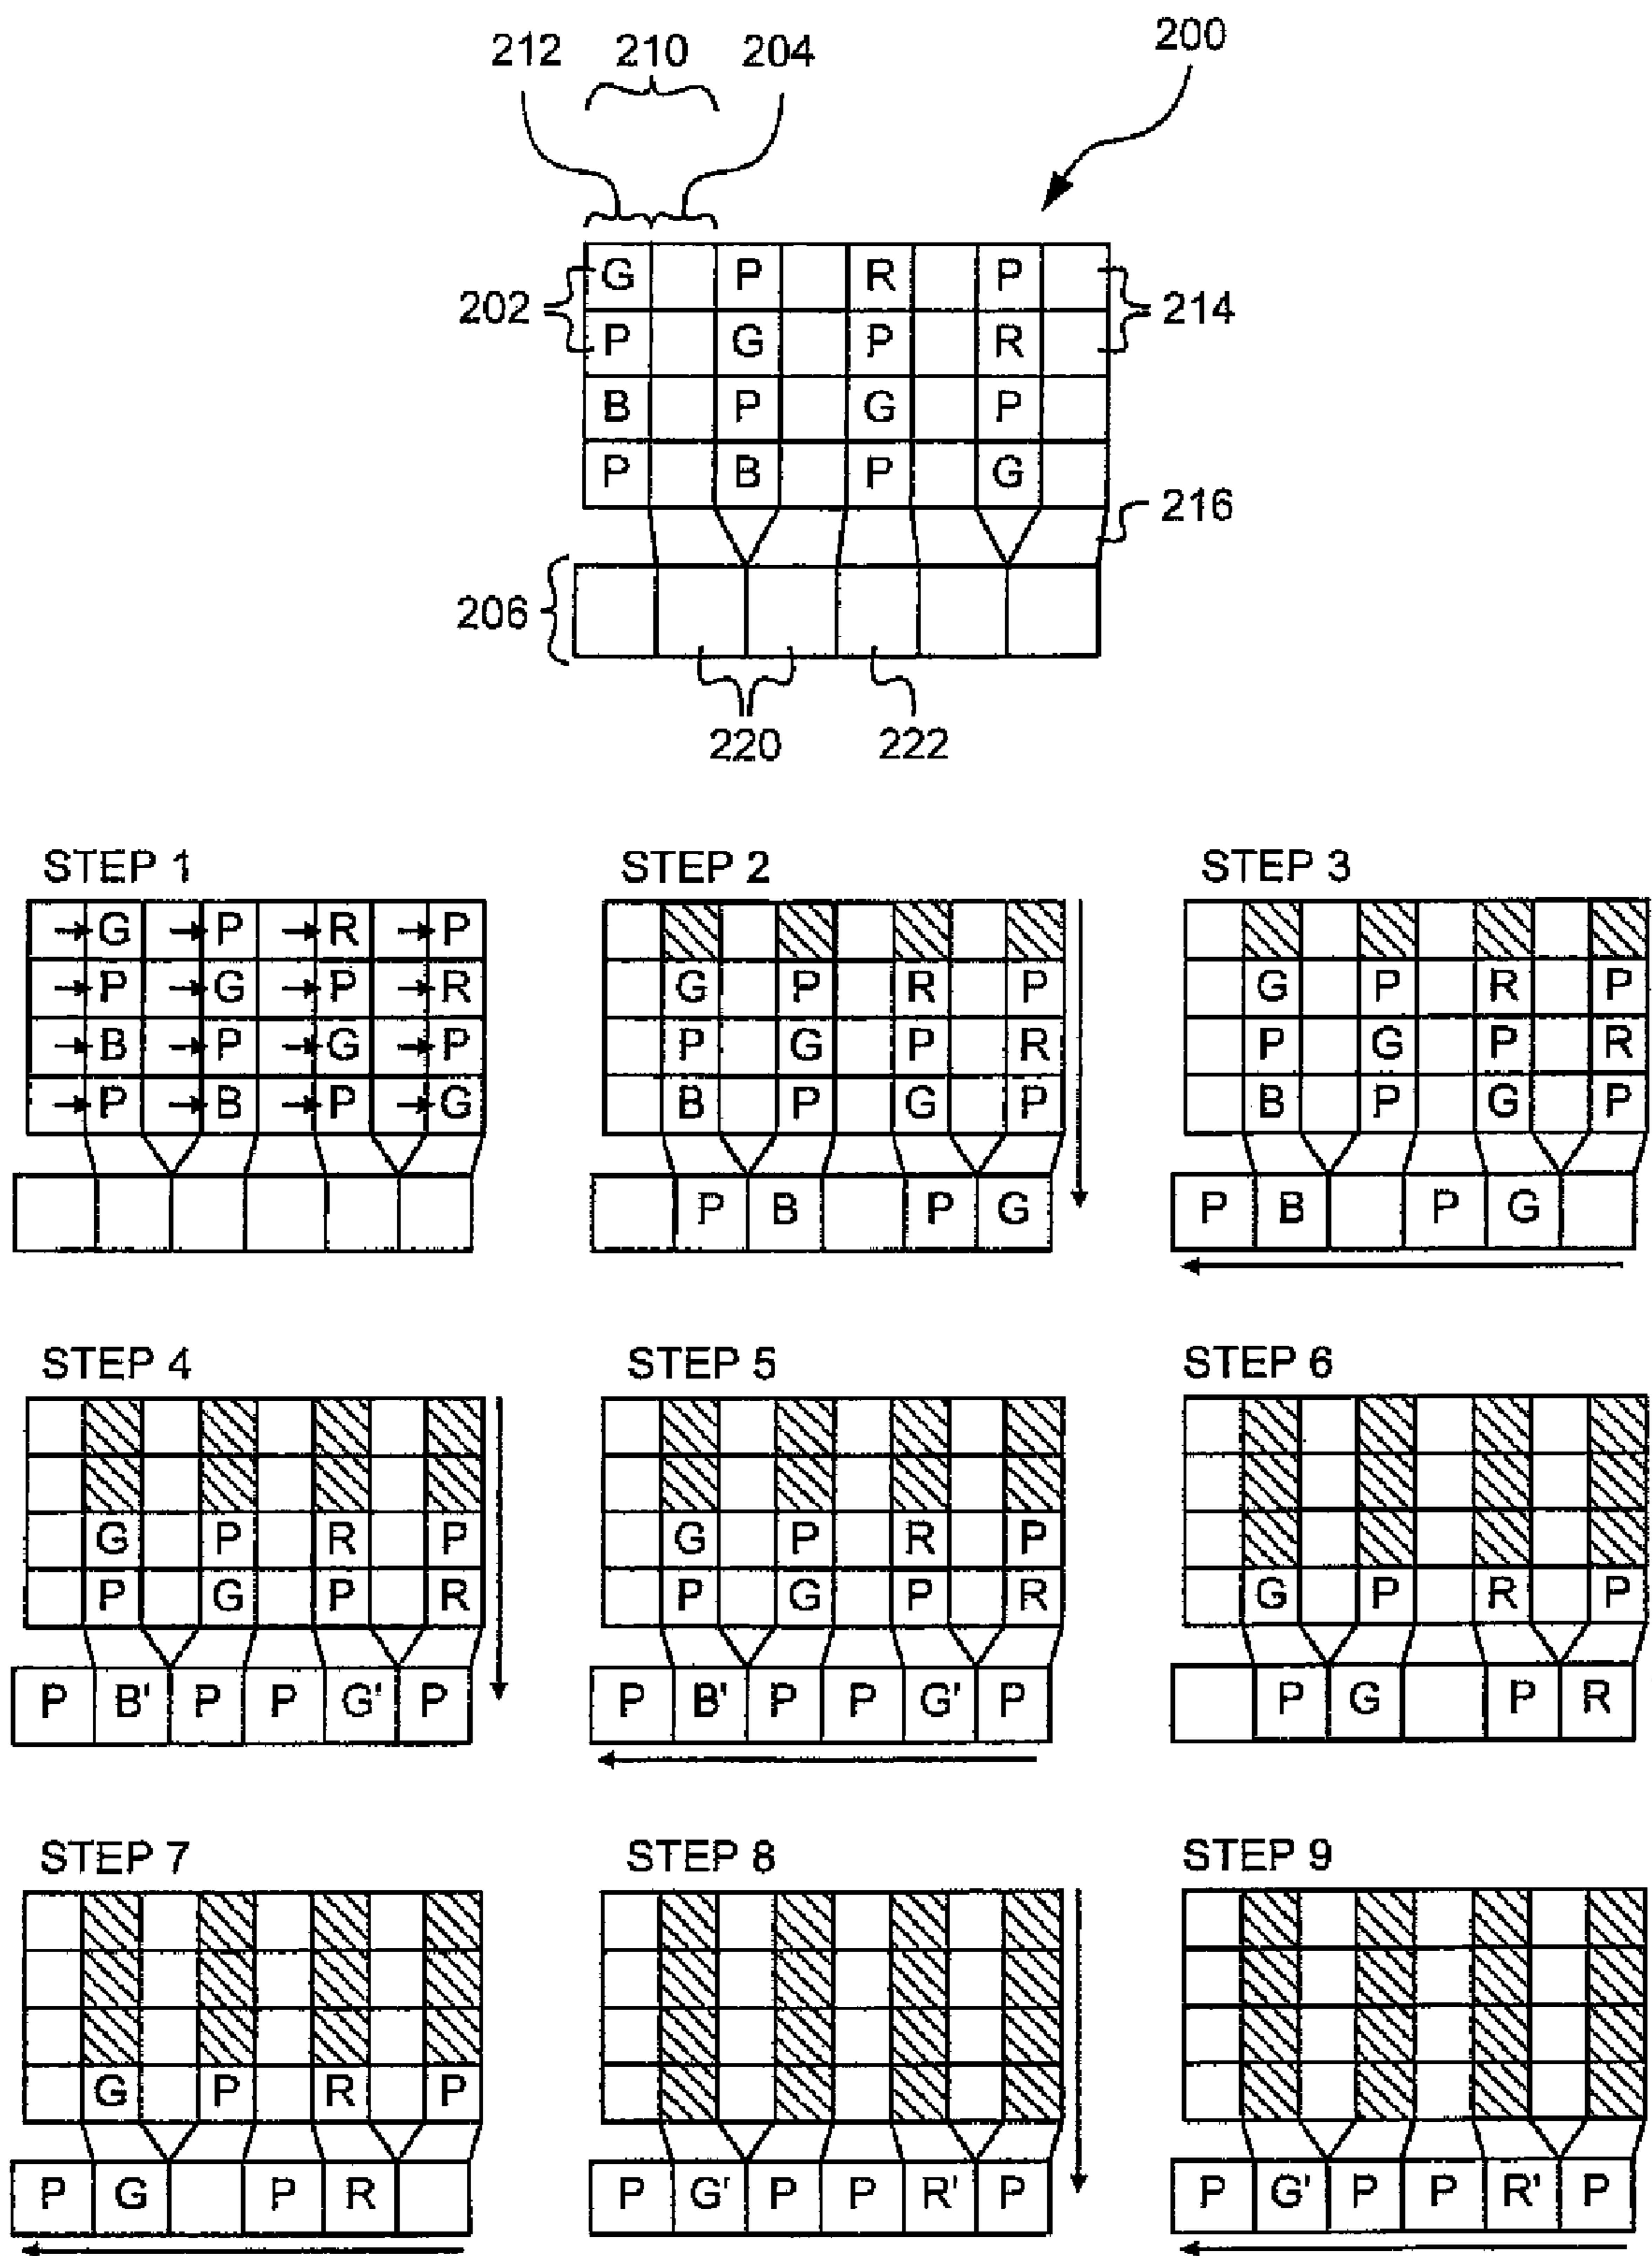 212 210 204 200
G P R P
202 214
P G P R
B P G P
P B P G
216
206
220 222
STEP 1 STEP 2 STEP 3
G P R P
P G P R G P R P G P R P
B P G P P G P R P G P R
P B P G B P G P B P G P
P B P G P B P G
STEP 4 STEP 5 STEP 6
G P R P G P R P
P G P R P G P R G P R P
P B' P P G' P P B' P P G' P P G P R
STEP 7 STEP 8 STEP 9
G P R P
P G P R P G' P P R' P P G' P P R' P